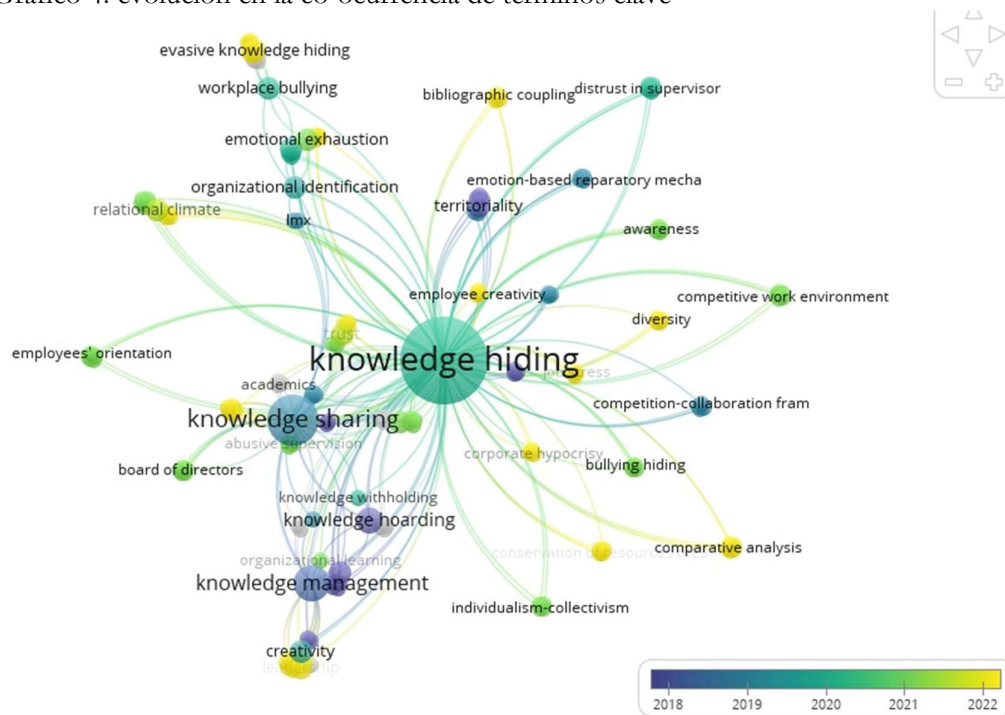 Gráfico 4: evolución en la co-ocurrencia de términos clave
evasive knowledge hiding
workplace bullying
bibliographic coupling
distrust in supervisor
emotional exhaustion
organizational identification
emotion-based reparatory mecha
relational climate
territoriality
lmx
awareness
employee creativity
competitive work environment
diversity
trust
employees' orientation
knowledge hiding
academics
competition-collaboration fram
knowledge sharing
abusive supervision
corporate hypocrisy
board of directors
bullying hiding
knowledge withholding
knowledge hoarding
comparative analysis
organizational learning
knowledge management
individualism-collectivism
creativity
leadership
2018 2019 2020 2021 2022